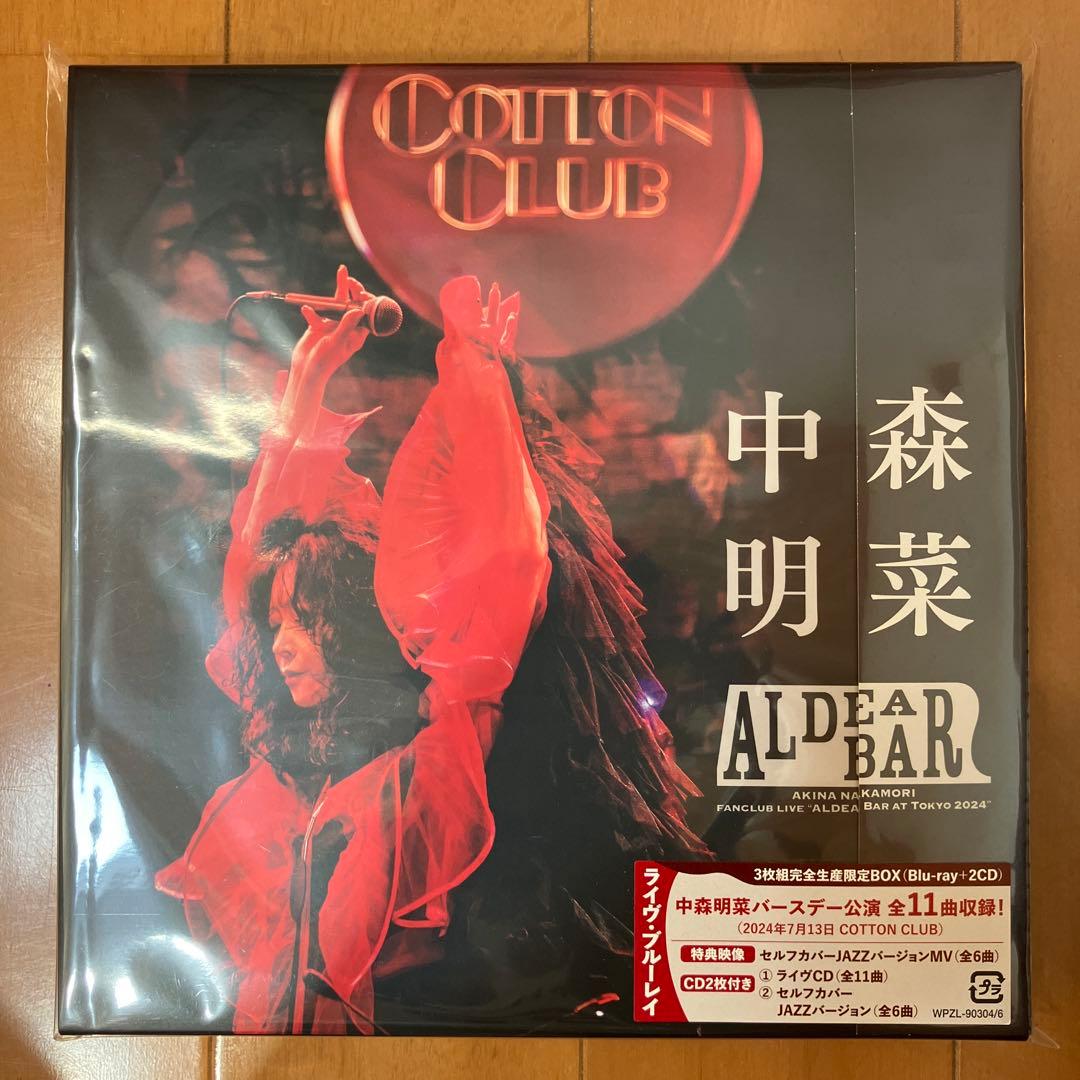 COTTON
CLUB
中森
明菜
ALDEA
BAR
AKINA NAKAMORI
FANCLUB LIVE "ALDEA BAR AT TOKYO 2024"
ライヴ・ブルーレイ
3枚組完全生産限定BOX(Blu-ray+2CD)
中森明菜バースデー公演 全11曲収録!
(2024年7月13日 COTTON CLUB)
特典映像 セルフカバーJAZZバージョンMV(全6曲)
CD2枚付き ① ライヴCD(全11曲)
② セルフカバー
JAZZバージョン(全6曲)
プラ
WPZL-90304/6